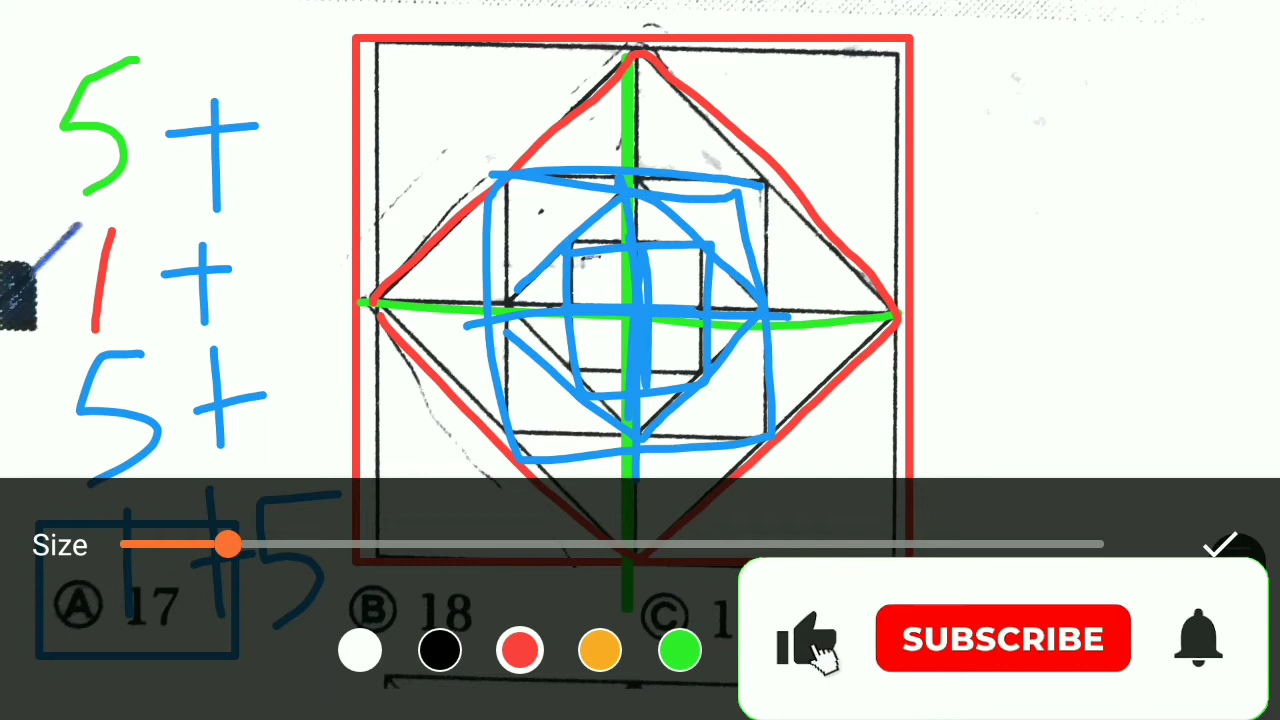 5 +
1 +
5 +
1 + 5
Size
Ⓐ 17 Ⓑ 18 Ⓒ 1
SUBSCRIBE